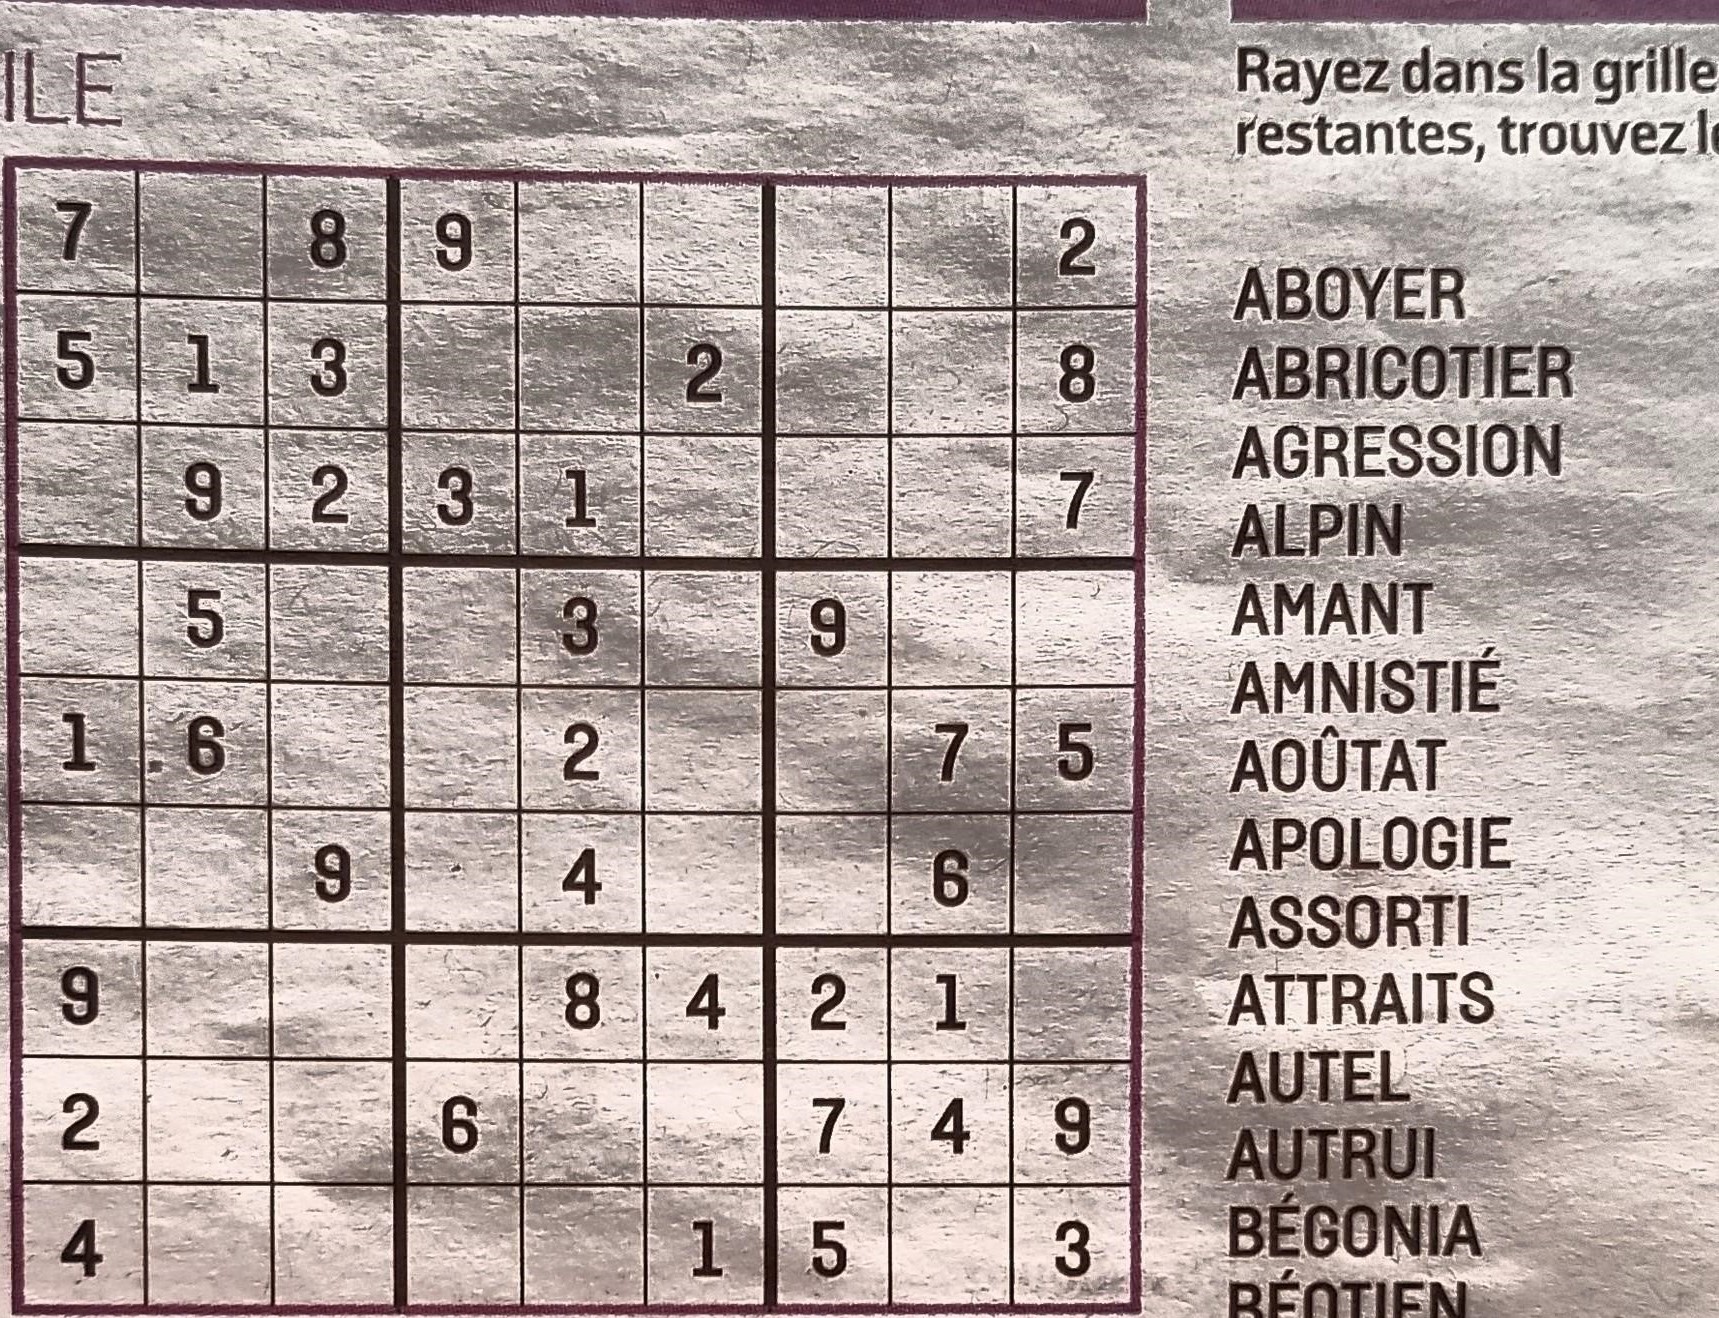 ILE
7 8 9 2
5 1 3 2 8
9 2 3 1 7
5 3 9
1 6 2 7 5
9 4 6
9 8 4 2 1
2 6 7 4 9
4 1 5 3
Rayez dans la grille
restantes, trouvez le
ABOYER
ABRICOTIER
AGRESSION
ALPIN
AMANT
AMNISTIÉ
AOÛTAT
APOLOGIE
ASSORTI
ATTRAITS
AUTEL
AUTRUI
BÉGONIA
BÉOTIEN